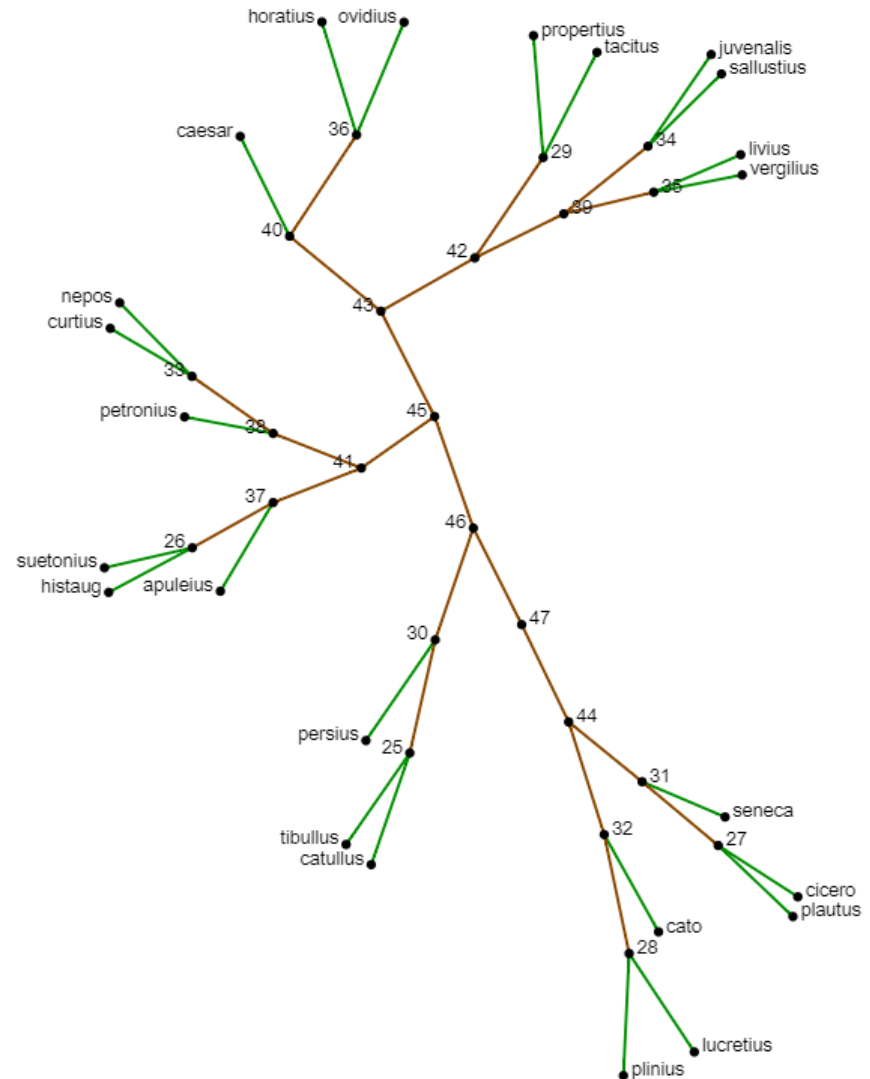 horatius
ovidius
propertius
tacitus
juvenalis
sallustius
caesar
36
34
29
livius
vergilius
35
39
40
42
nepos
43
curtius
33
petronius
45
38
41
37
46
26
suetonius
histaug
apuleius
47
30
44
persius
25
31
seneca
32
tibullus
27
catullus
cicero
plautus
cato
28
lucretius
plinius